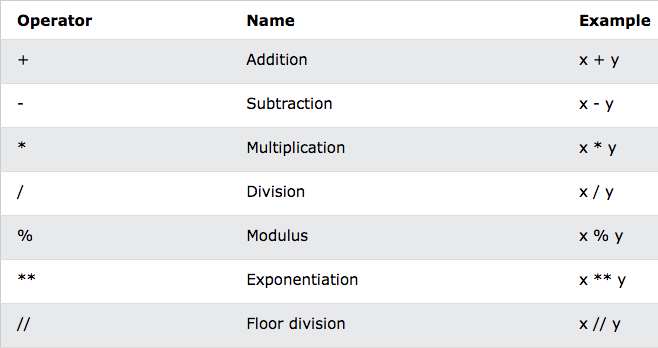 Operator Name Example
+ Addition x + y
- Subtraction x - y
* Multiplication x * y
/ Division x / y
% Modulus x % y
** Exponentiation x ** y
// Floor division x // y